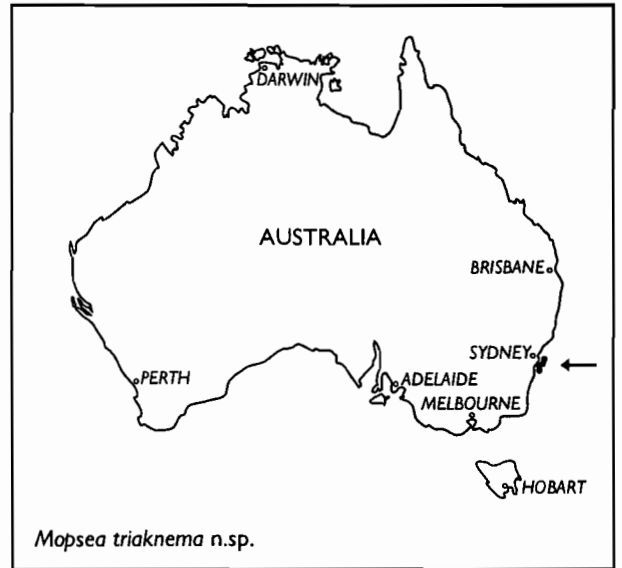 DARWIN
AUSTRALIA
BRISBANE
SYDNEY
PERTH
ADELAIDE
MELBOURNE
HOBART
Mopsea triaknema n.sp.